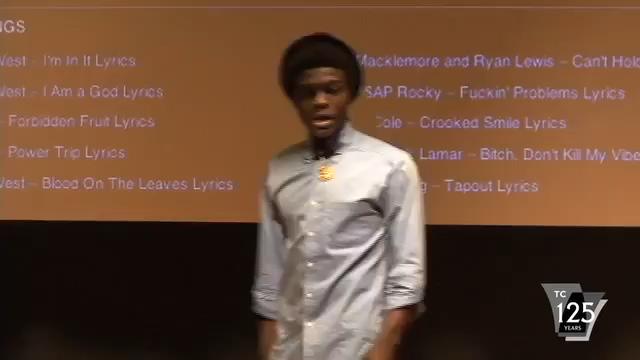 NGS
West – I'm In It Lyrics
West – I Am a God Lyrics
– Forbidden Fruit Lyrics
Power Trip Lyrics
West – Blood On The Leaves Lyrics
Macklemore and Ryan Lewis – Can't Hold
SAP Rocky – Fuckin' Problems Lyrics
Cole – Crooked Smile Lyrics
Lamar – Bitch, Don't Kill My Vibe
g – Tapout Lyrics
TC
125
YEARS